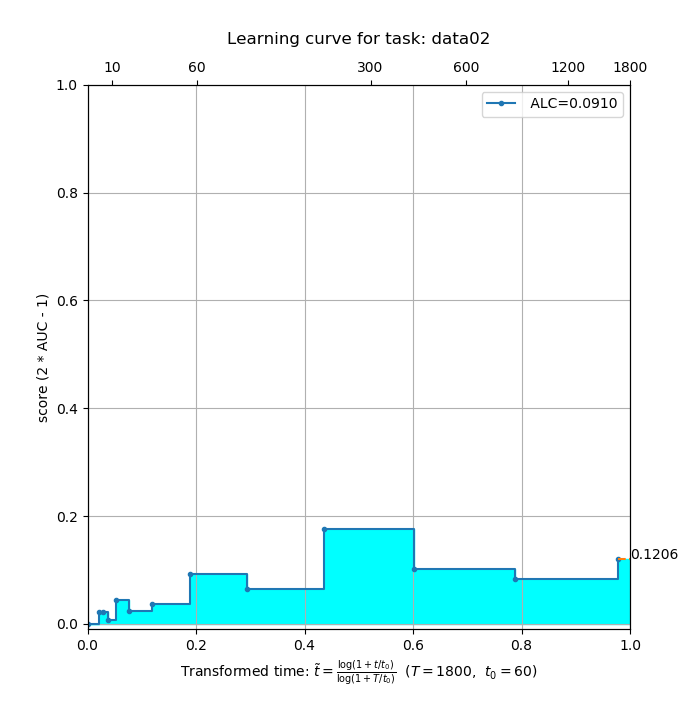 Learning curve for task: data02
10 60 300 600 1200 1800
1.0
ALC=0.0910
0.8
0.6
score (2 * AUC - 1)
0.4
0.2
0.1206
0.0
0.0 0.2 0.4 0.6 0.8 1.0
Transformed time: t̃ = log(1 + t/t₀) / log(1 + T/t₀) (T = 1800, t₀ = 60)